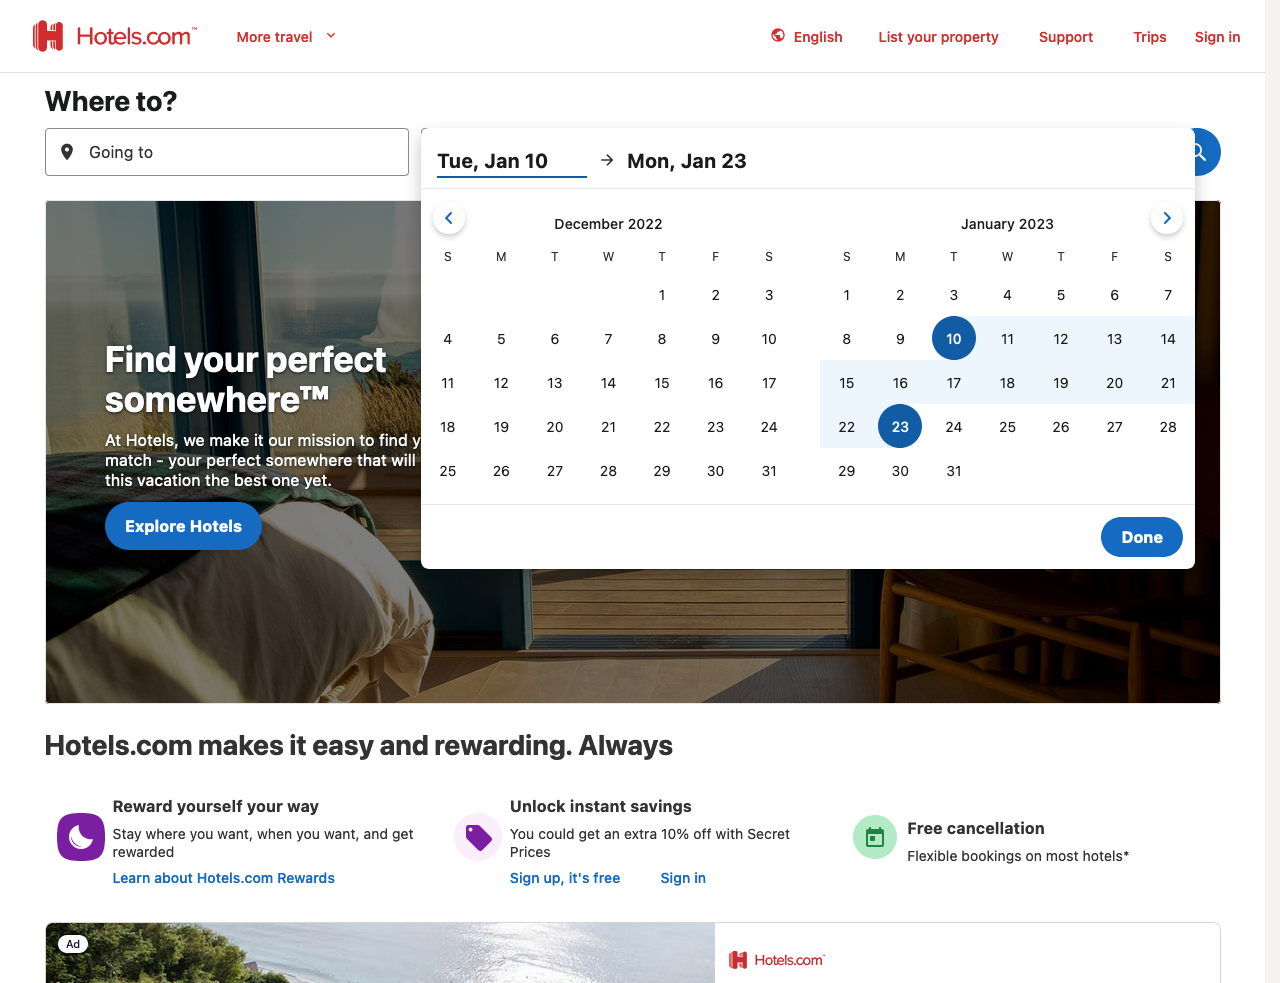 Hotels.com™
More travel
English
List your property
Support
Trips
Sign in
Where to?
Going to
Tue, Jan 10
Mon, Jan 23
December 2022
S M T W T F S
1 2 3
4 5 6 7 8 9 10
11 12 13 14 15 16 17
18 19 20 21 22 23 24
25 26 27 28 29 30 31
January 2023
S M T W T F S
1 2 3 4 5 6 7
8 9 10 11 12 13 14
15 16 17 18 19 20 21
22 23 24 25 26 27 28
29 30 31
Done
Find your perfect
somewhere™
At Hotels, we make it our mission to find y
match - your perfect somewhere that will
this vacation the best one yet.
Explore Hotels
Hotels.com makes it easy and rewarding. Always
Reward yourself your way
Stay where you want, when you want, and get
rewarded
Learn about Hotels.com Rewards
Unlock instant savings
You could get an extra 10% off with Secret
Prices
Sign up, it's free
Sign in
Free cancellation
Flexible bookings on most hotels*
Ad
Hotels.com